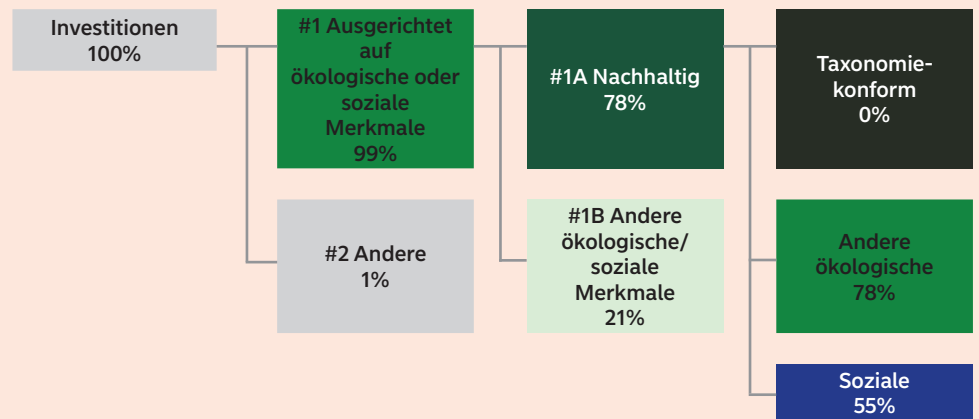 Investitionen
100%
#1 Ausgerichtet
auf
ökologische oder
soziale
Merkmale
99%
#2 Andere
1%
#1A Nachhaltig
78%
#1B Andere
ökologische/
soziale
Merkmale
21%
Taxonomie-
konform
0%
Andere
ökologische
78%
Soziale
55%